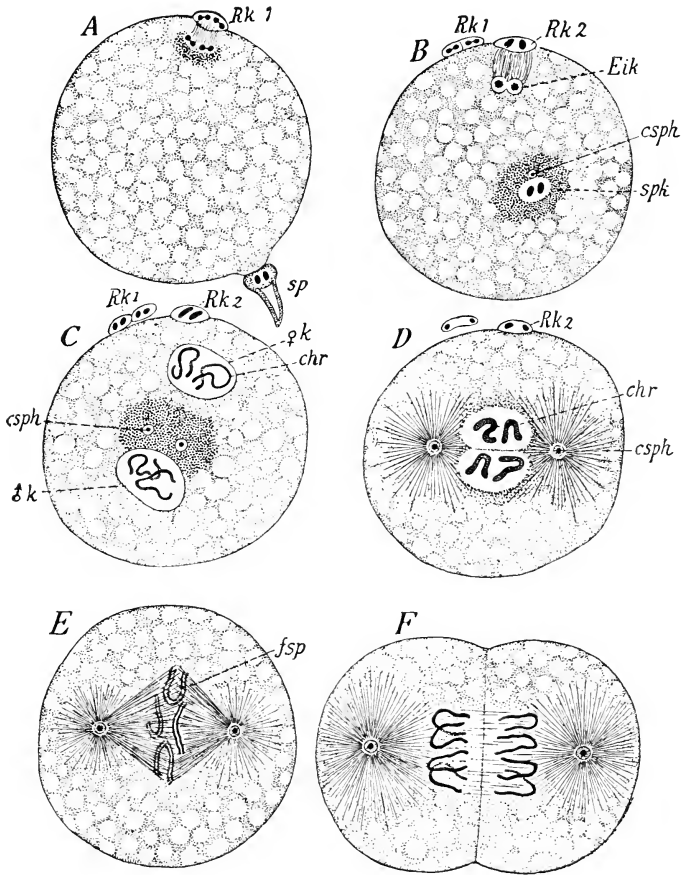 A
Rk 1
sp
B
Rk 1
Rk 2
Eik
csph
spk
C
Rk 1
Rk 2
♀k
chr
csph
♂k
D
Rk 2
chr
csph
E
fsp
F